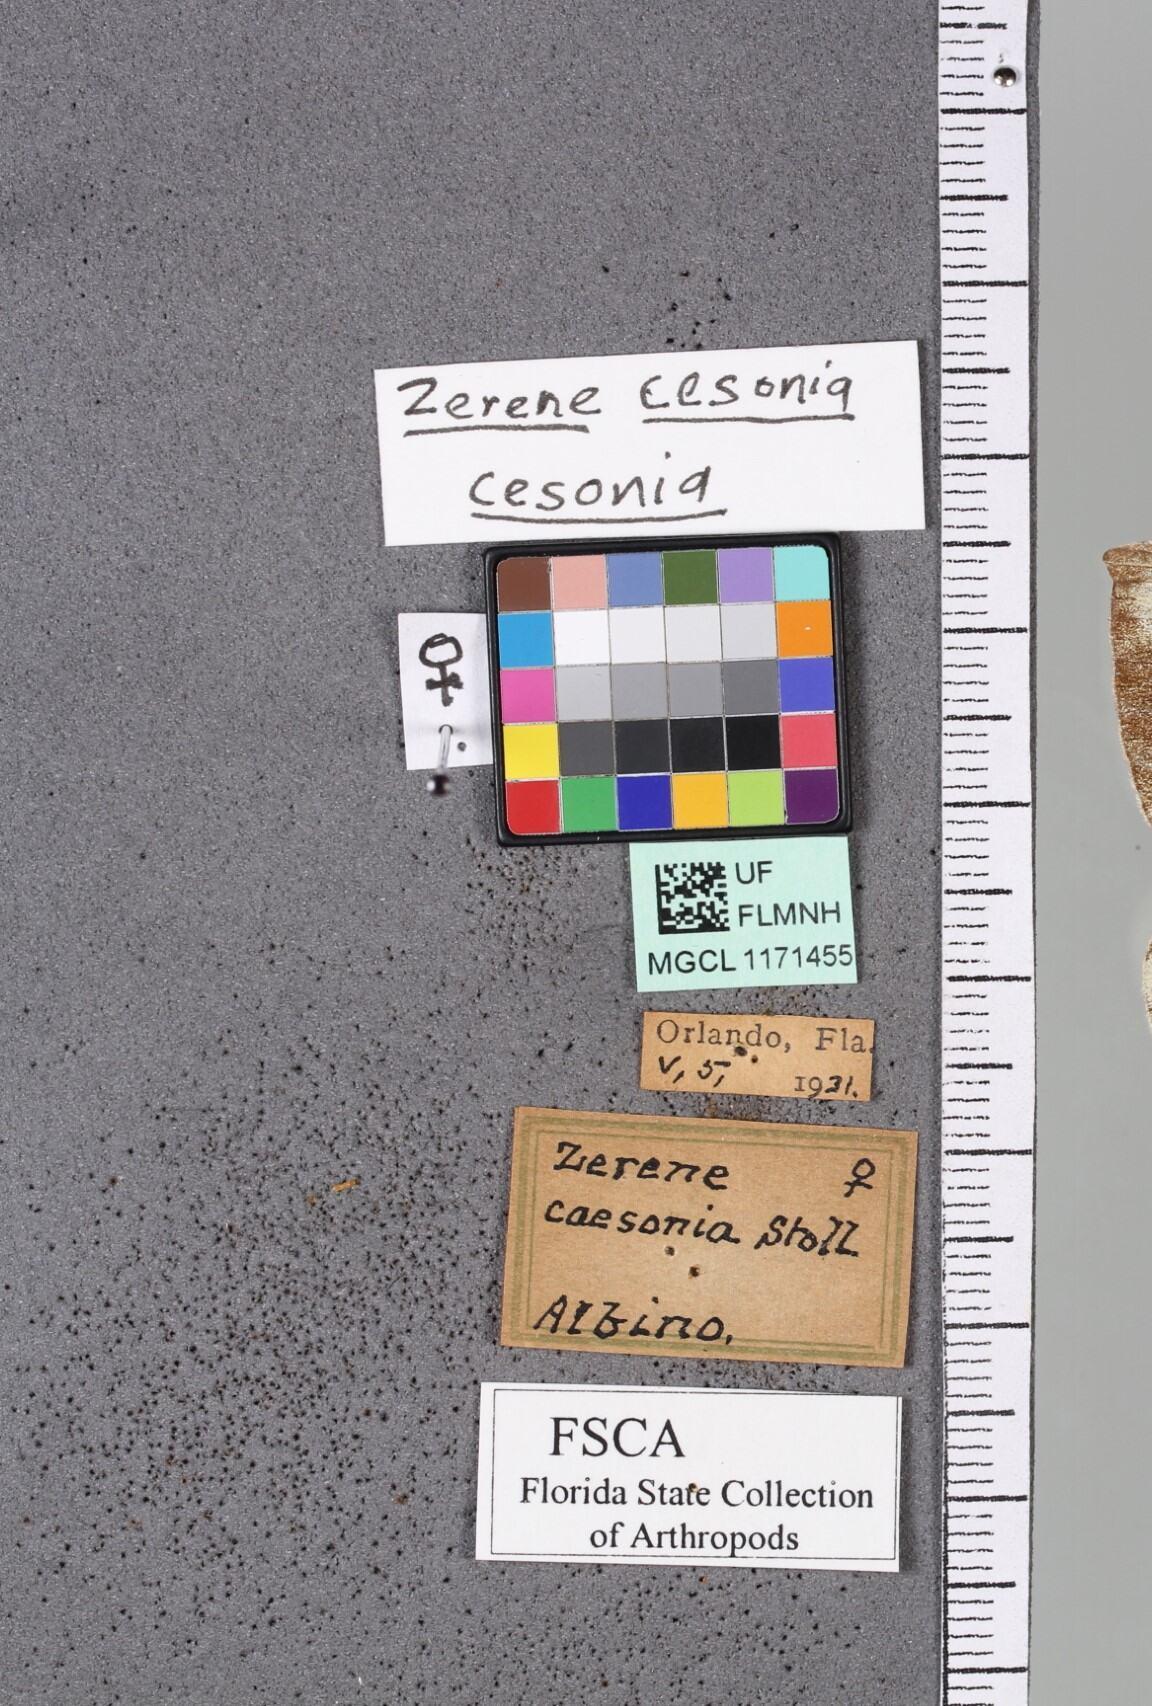 Zerene cesonia
cesonia
♀
UF
FLMNH
MGCL 1171455
Orlando, Fla.
V, 5, 1931.
Zerene ♀
caesonia Stoll
Albino.
FSCA
Florida State Collection
of Arthropods